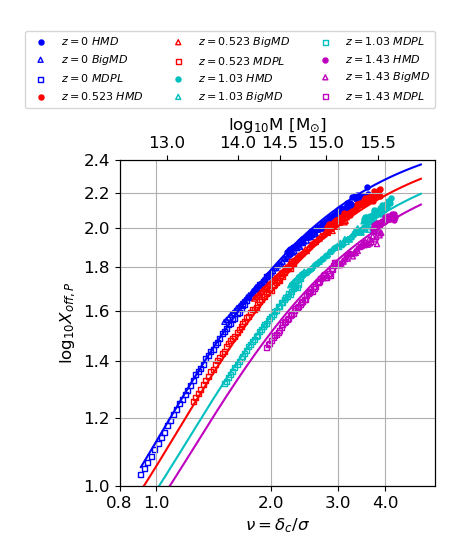 z = 0 HMD z = 0.523 BigMD z = 1.03 MDPL
z = 0 BigMD z = 0.523 MDPL z = 1.43 HMD
z = 0 MDPL z = 1.03 HMD z = 1.43 BigMD
z = 0.523 HMD z = 1.03 BigMD z = 1.43 MDPL
log₁₀M [M⊙]
13.0 14.0 14.5 15.0 15.5
2.4
2.2
2.0
1.8
1.6
1.4
1.2
1.0
log₁₀X_{off,P}
0.8 1.0 2.0 3.0 4.0
ν = δ_c/σ